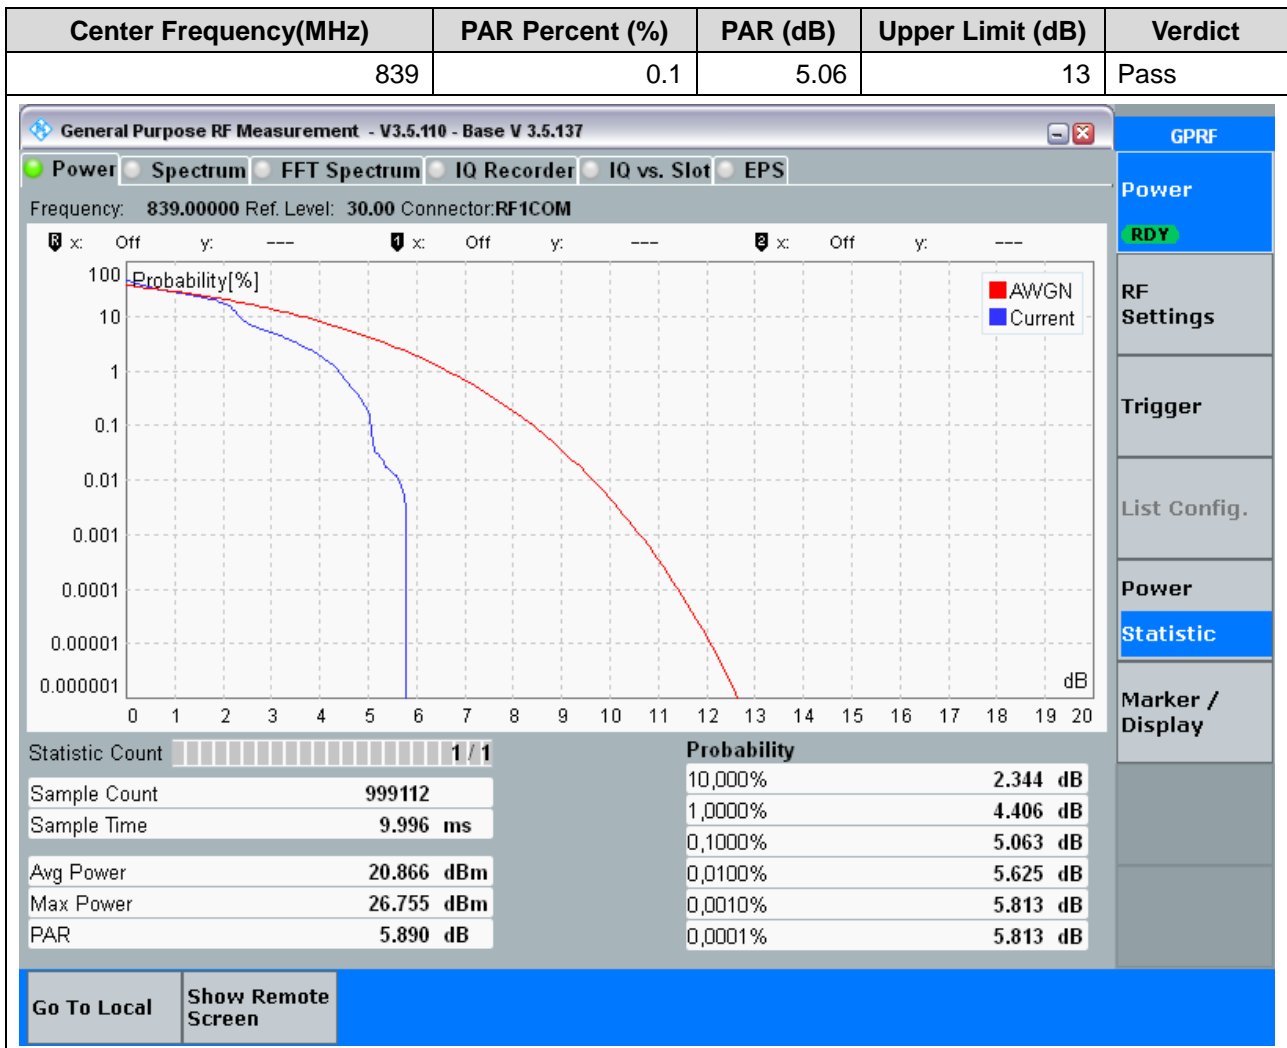 Center Frequency(MHz) PAR Percent (%) PAR (dB) Upper Limit (dB) Verdict
839 0.1 5.06 13 Pass
General Purpose RF Measurement - V3.5.110 - Base V 3.5.137
GPRF
Power Spectrum FFT Spectrum IQ Recorder IQ vs. Slot EPS
Frequency: 839.00000 Ref. Level: 30.00 Connector:RF1COM
R x: Off y: --- 1 x: Off y: --- 2 x: Off y: ---
Probability[%]
AWGN
Current
100
10
1
0.1
0.01
0.001
0.0001
0.00001
0.000001
dB
0 1 2 3 4 5 6 7 8 9 10 11 12 13 14 15 16 17 18 19 20
Statistic Count 1 / 1
Sample Count 999112
Sample Time 9.996 ms
Avg Power 20.866 dBm
Max Power 26.755 dBm
PAR 5.890 dB
Probability
10,000% 2.344 dB
1,0000% 4.406 dB
0,1000% 5.063 dB
0,0100% 5.625 dB
0,0010% 5.813 dB
0,0001% 5.813 dB
Power
RDY
RF
Settings
Trigger
List Config.
Power
Statistic
Marker /
Display
Go To Local
Show Remote
Screen